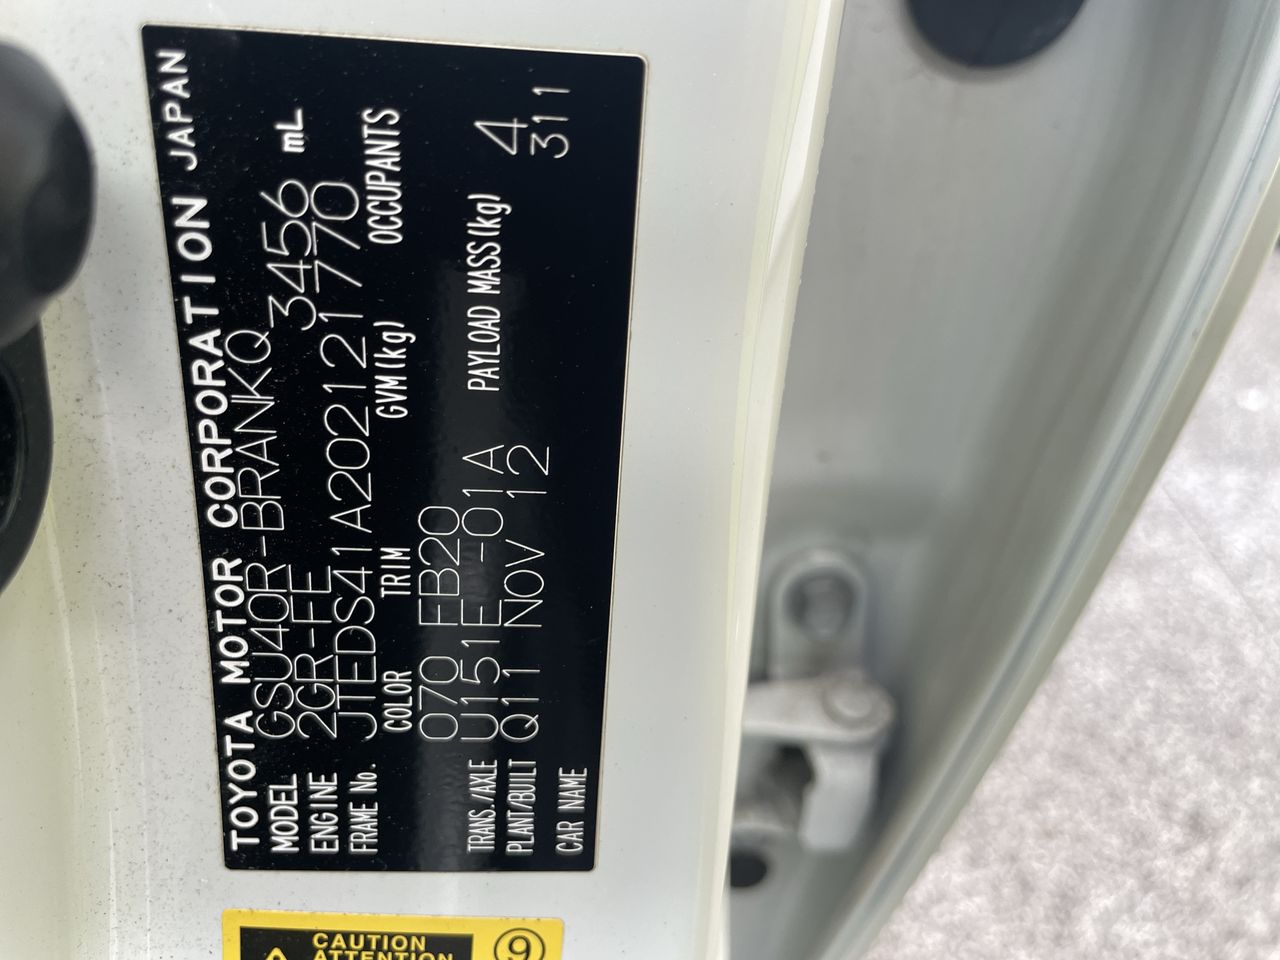 TOYOTA MOTOR CORPORATION JAPAN
MODEL GSU40R-BRANKQ
ENGINE 2GR-FE 3456 mL
FRAME No. JTEDS41A202121770
COLOR TRIM GVM(kg) OCCUPANTS
070 FB20
TRANS./AXLE U151E -01A PAYLOAD MASS(kg) 4
PLANT/BUILT Q11 NOV 12 311
CAR NAME
CAUTION
ATTENTION
9